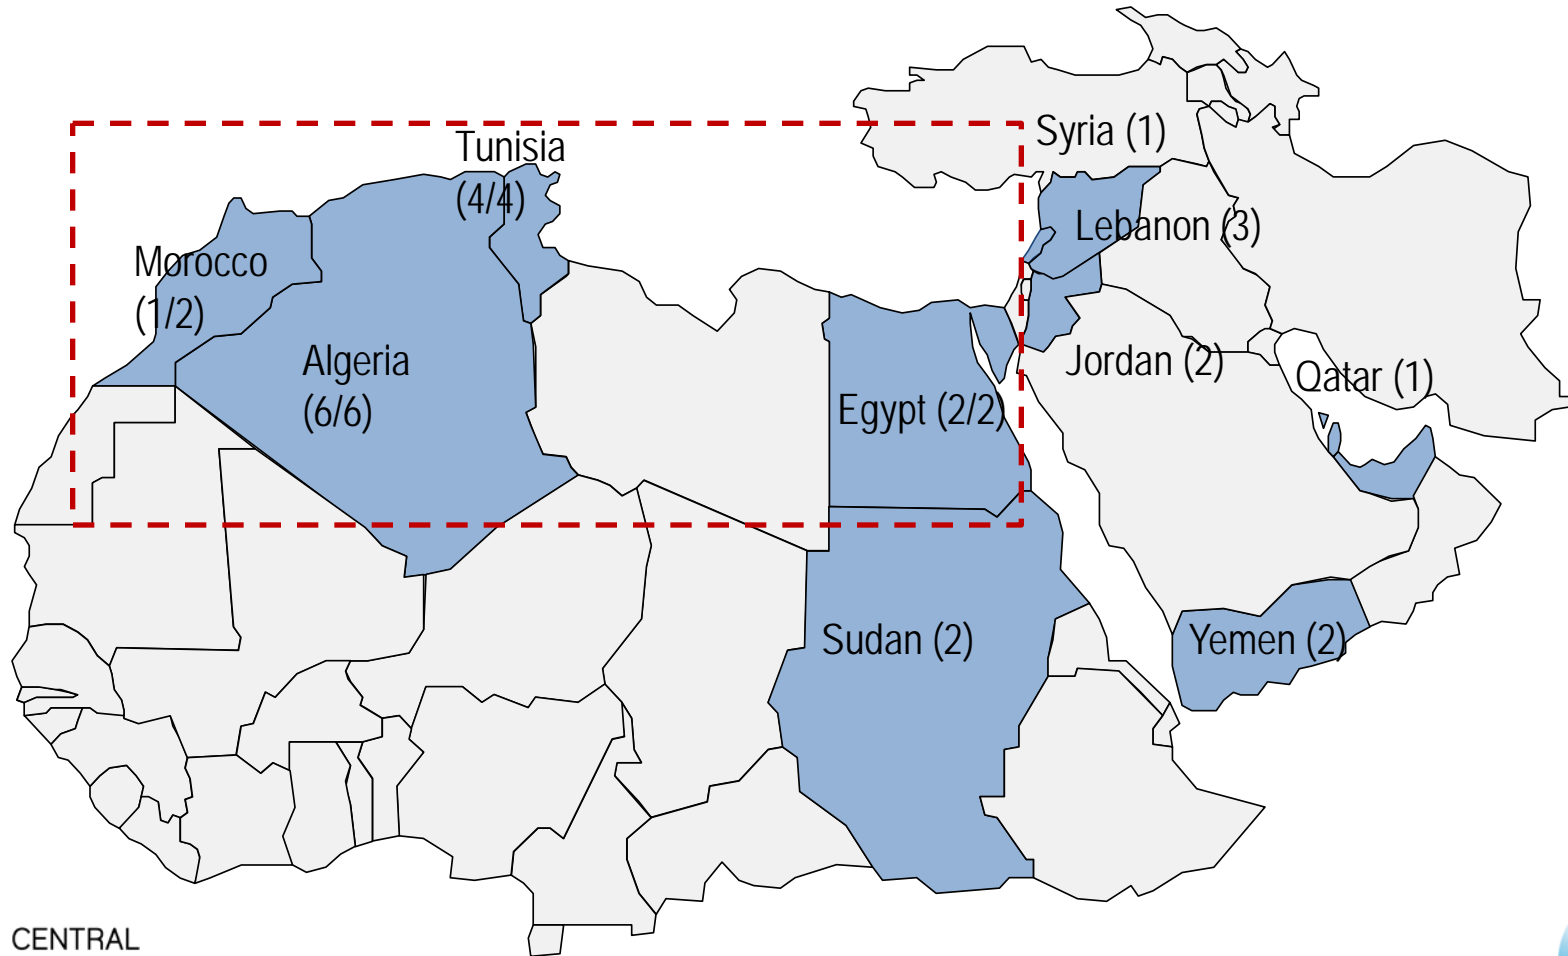 Syria (1)
Tunisia
(4/4)
Lebanon (3)
Morocco
(1/2)
Algeria
(6/6)
Jordan (2)
Qatar (1)
Egypt (2/2)
Sudan (2)
Yemen (2)
CENTRAL